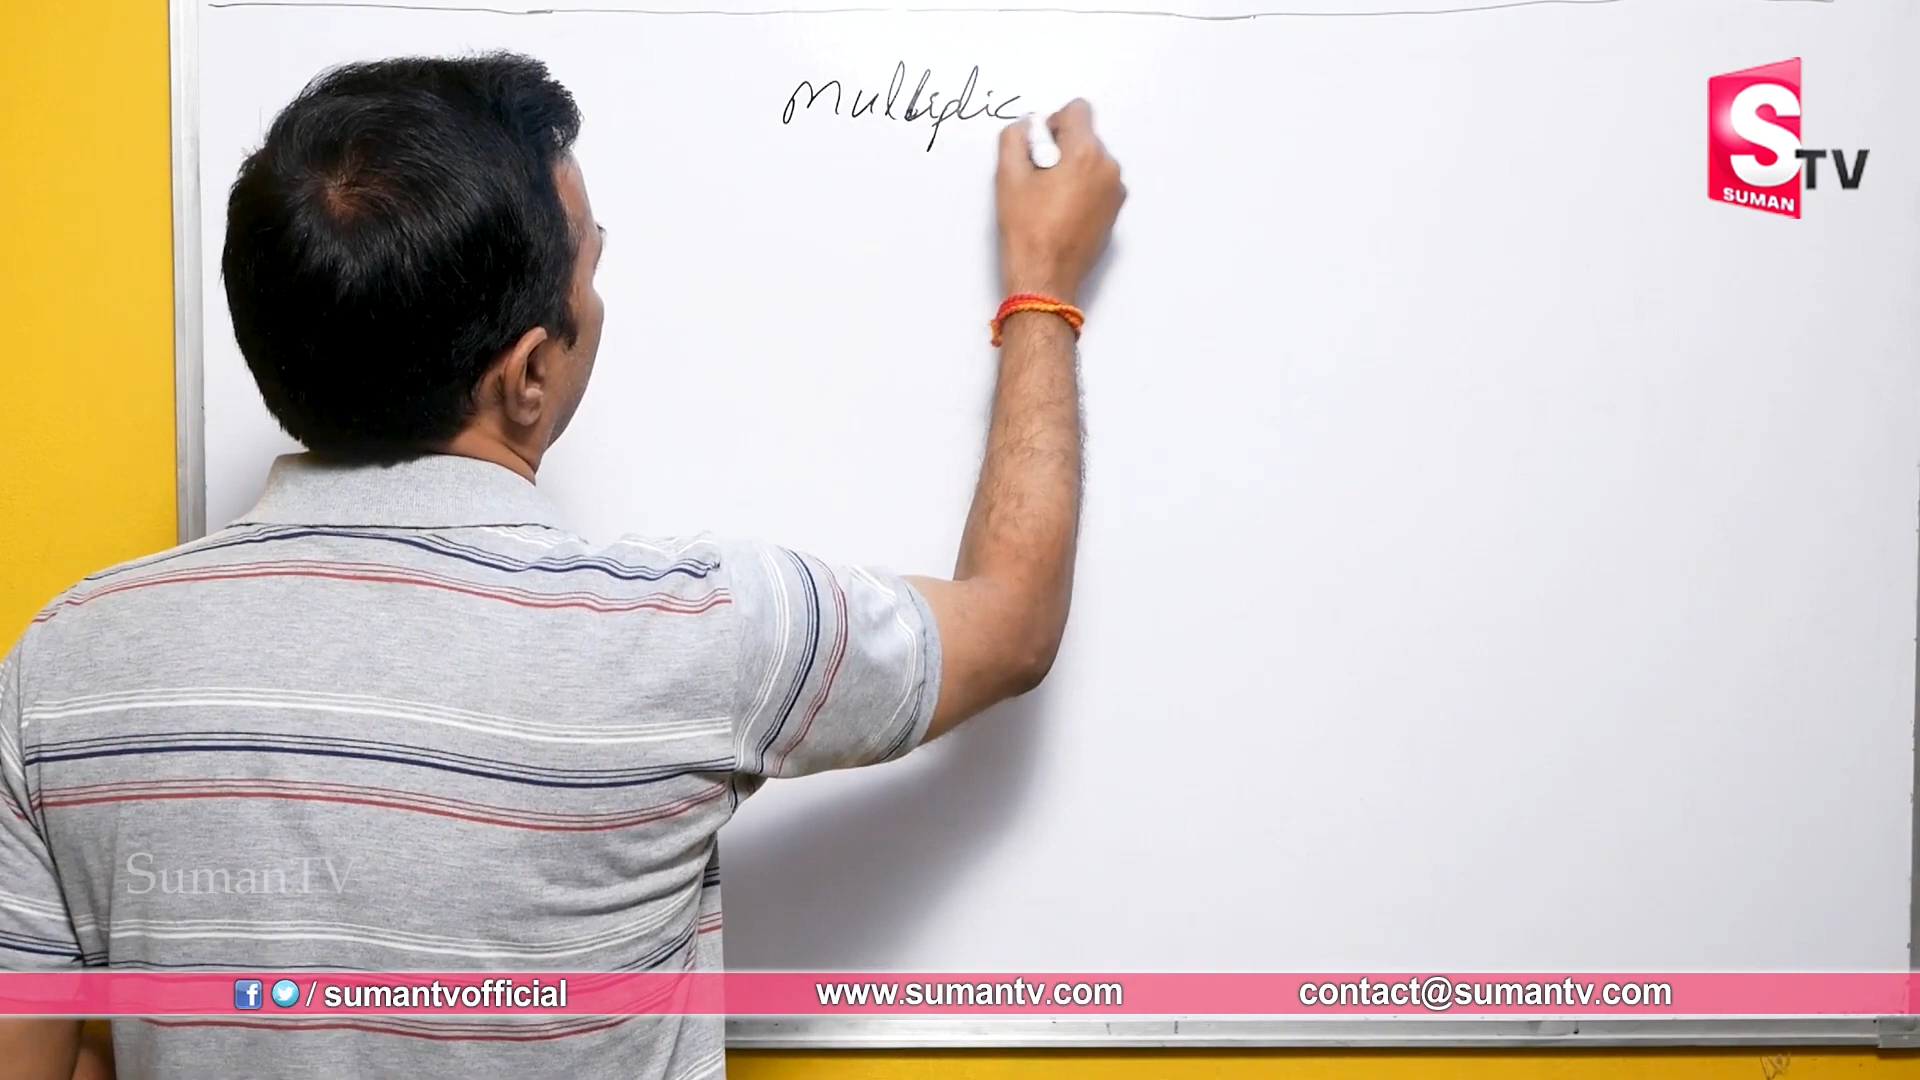 Multiplic
S TV
SUMAN
SumanTV
/ sumantvofficial
www.sumantv.com
contact@sumantv.com